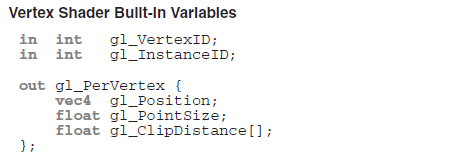 Vertex Shader Built-In Variables
in int gl_VertexID;
in int gl_InstanceID;
out gl_PerVertex {
vec4 gl_Position;
float gl_PointSize;
float gl_ClipDistance[];
};